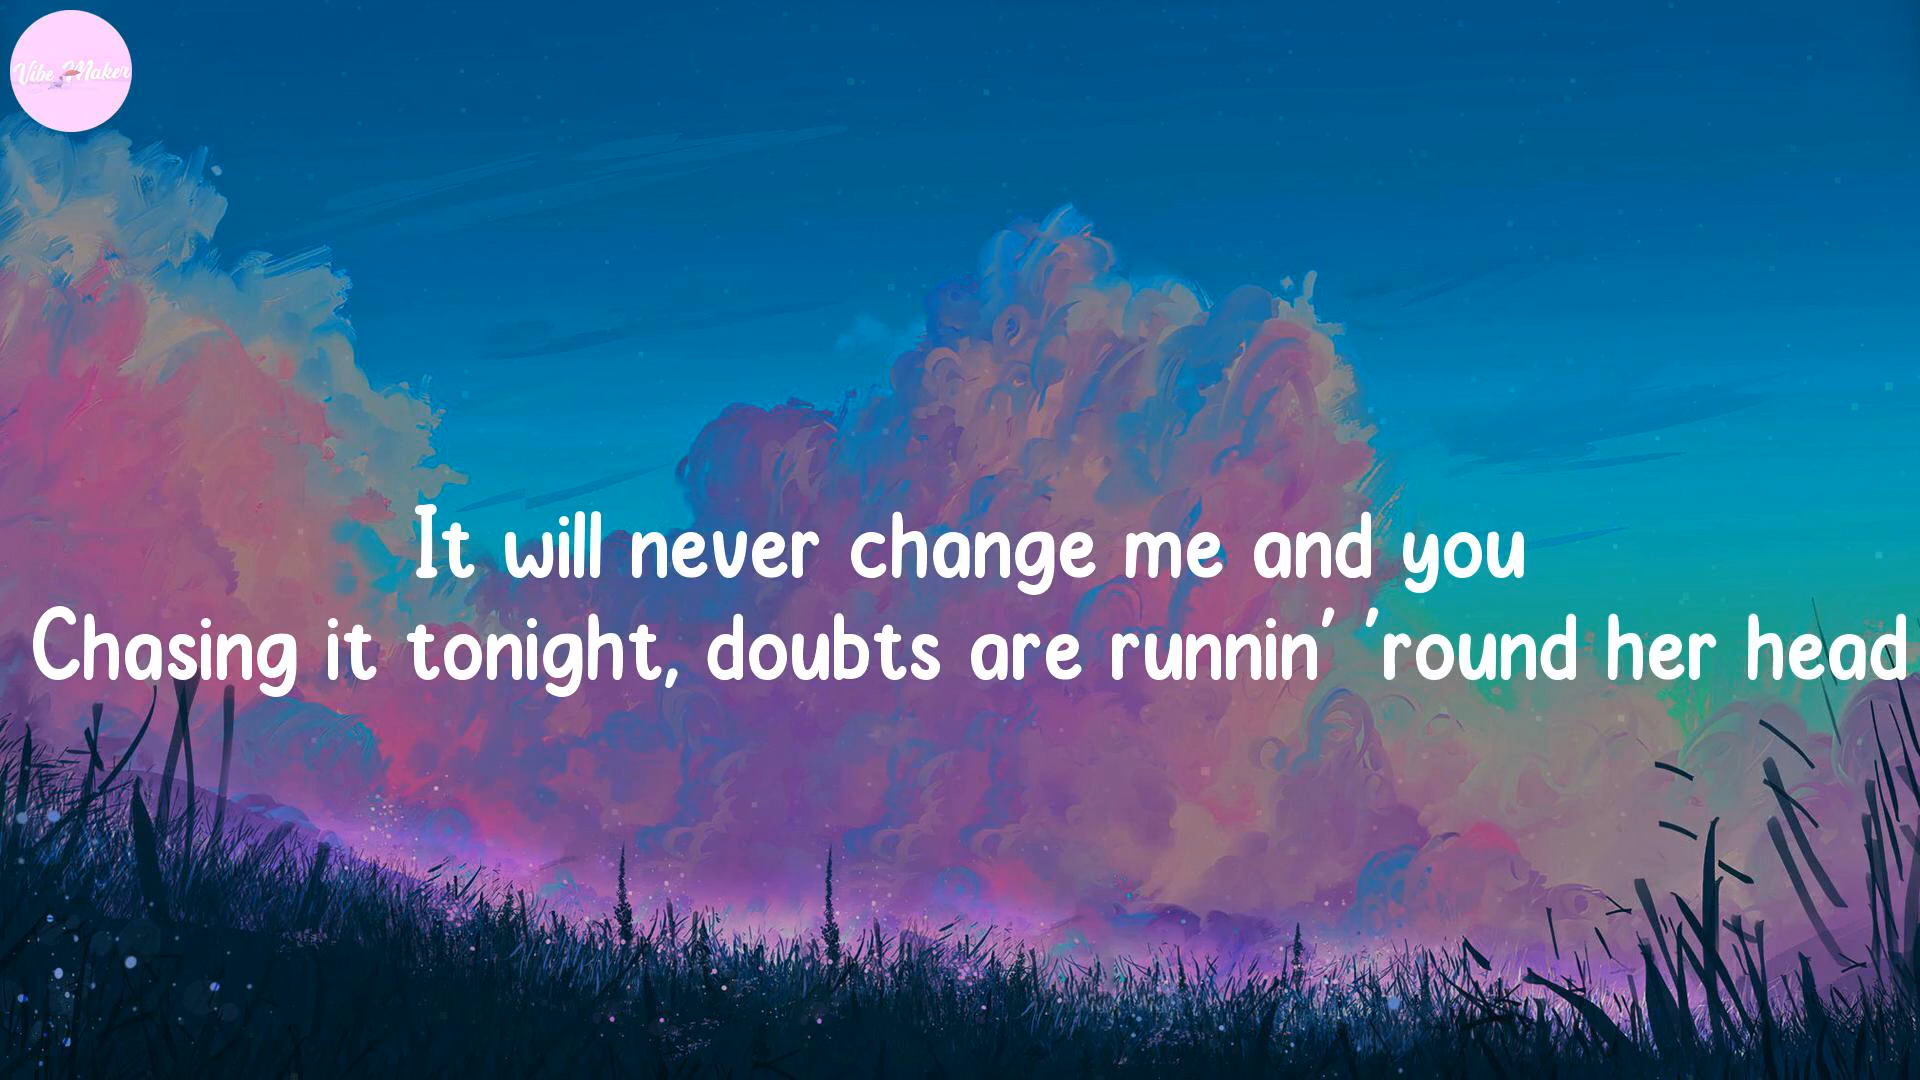 Vibe Maker
It will never change me and you
Chasing it tonight, doubts are runnin' 'round her head